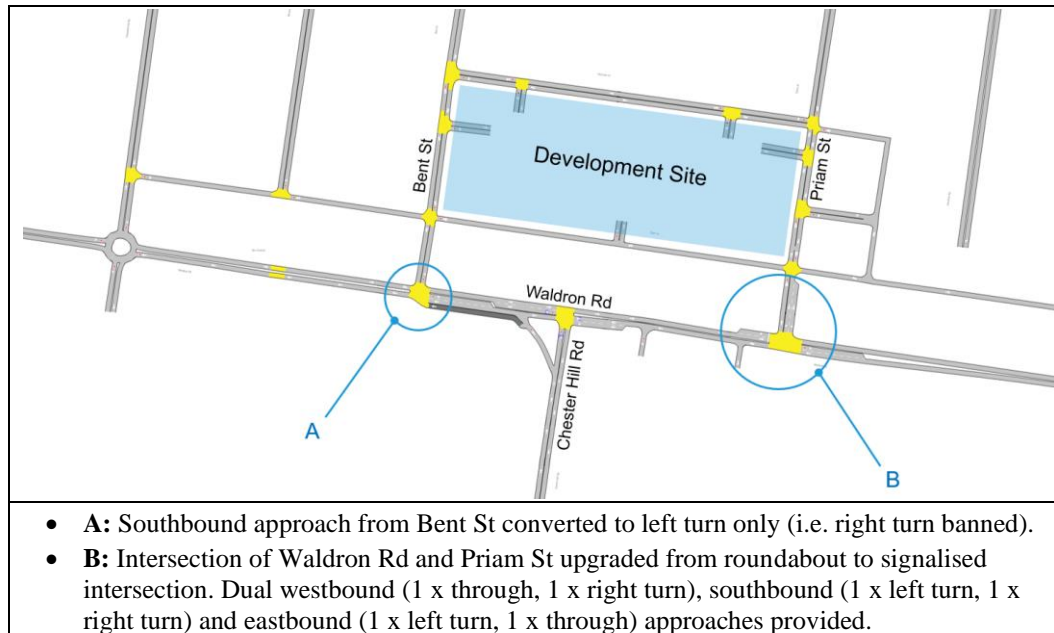 Development Site
Bent St
Priam St
Waldron Rd
Chester Hill Rd
A
B
• A: Southbound approach from Bent St converted to left turn only (i.e. right turn banned).
• B: Intersection of Waldron Rd and Priam St upgraded from roundabout to signalised
intersection. Dual westbound (1 x through, 1 x right turn), southbound (1 x left turn, 1 x
right turn) and eastbound (1 x left turn, 1 x through) approaches provided.